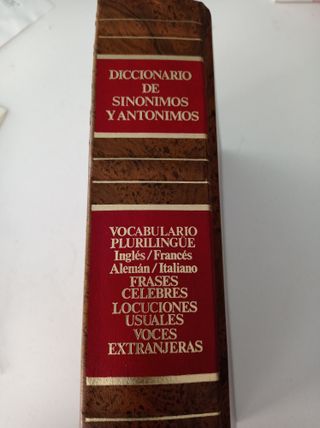 DICCIONARIO
DE
SINONIMOS
Y ANTONIMOS
VOCABULARIO
PLURILINGÜE
Inglés/Francés
Alemán/Italiano
FRASES
CELEBRES
LOCUCIONES
USUALES
VOCES
EXTRANJERAS